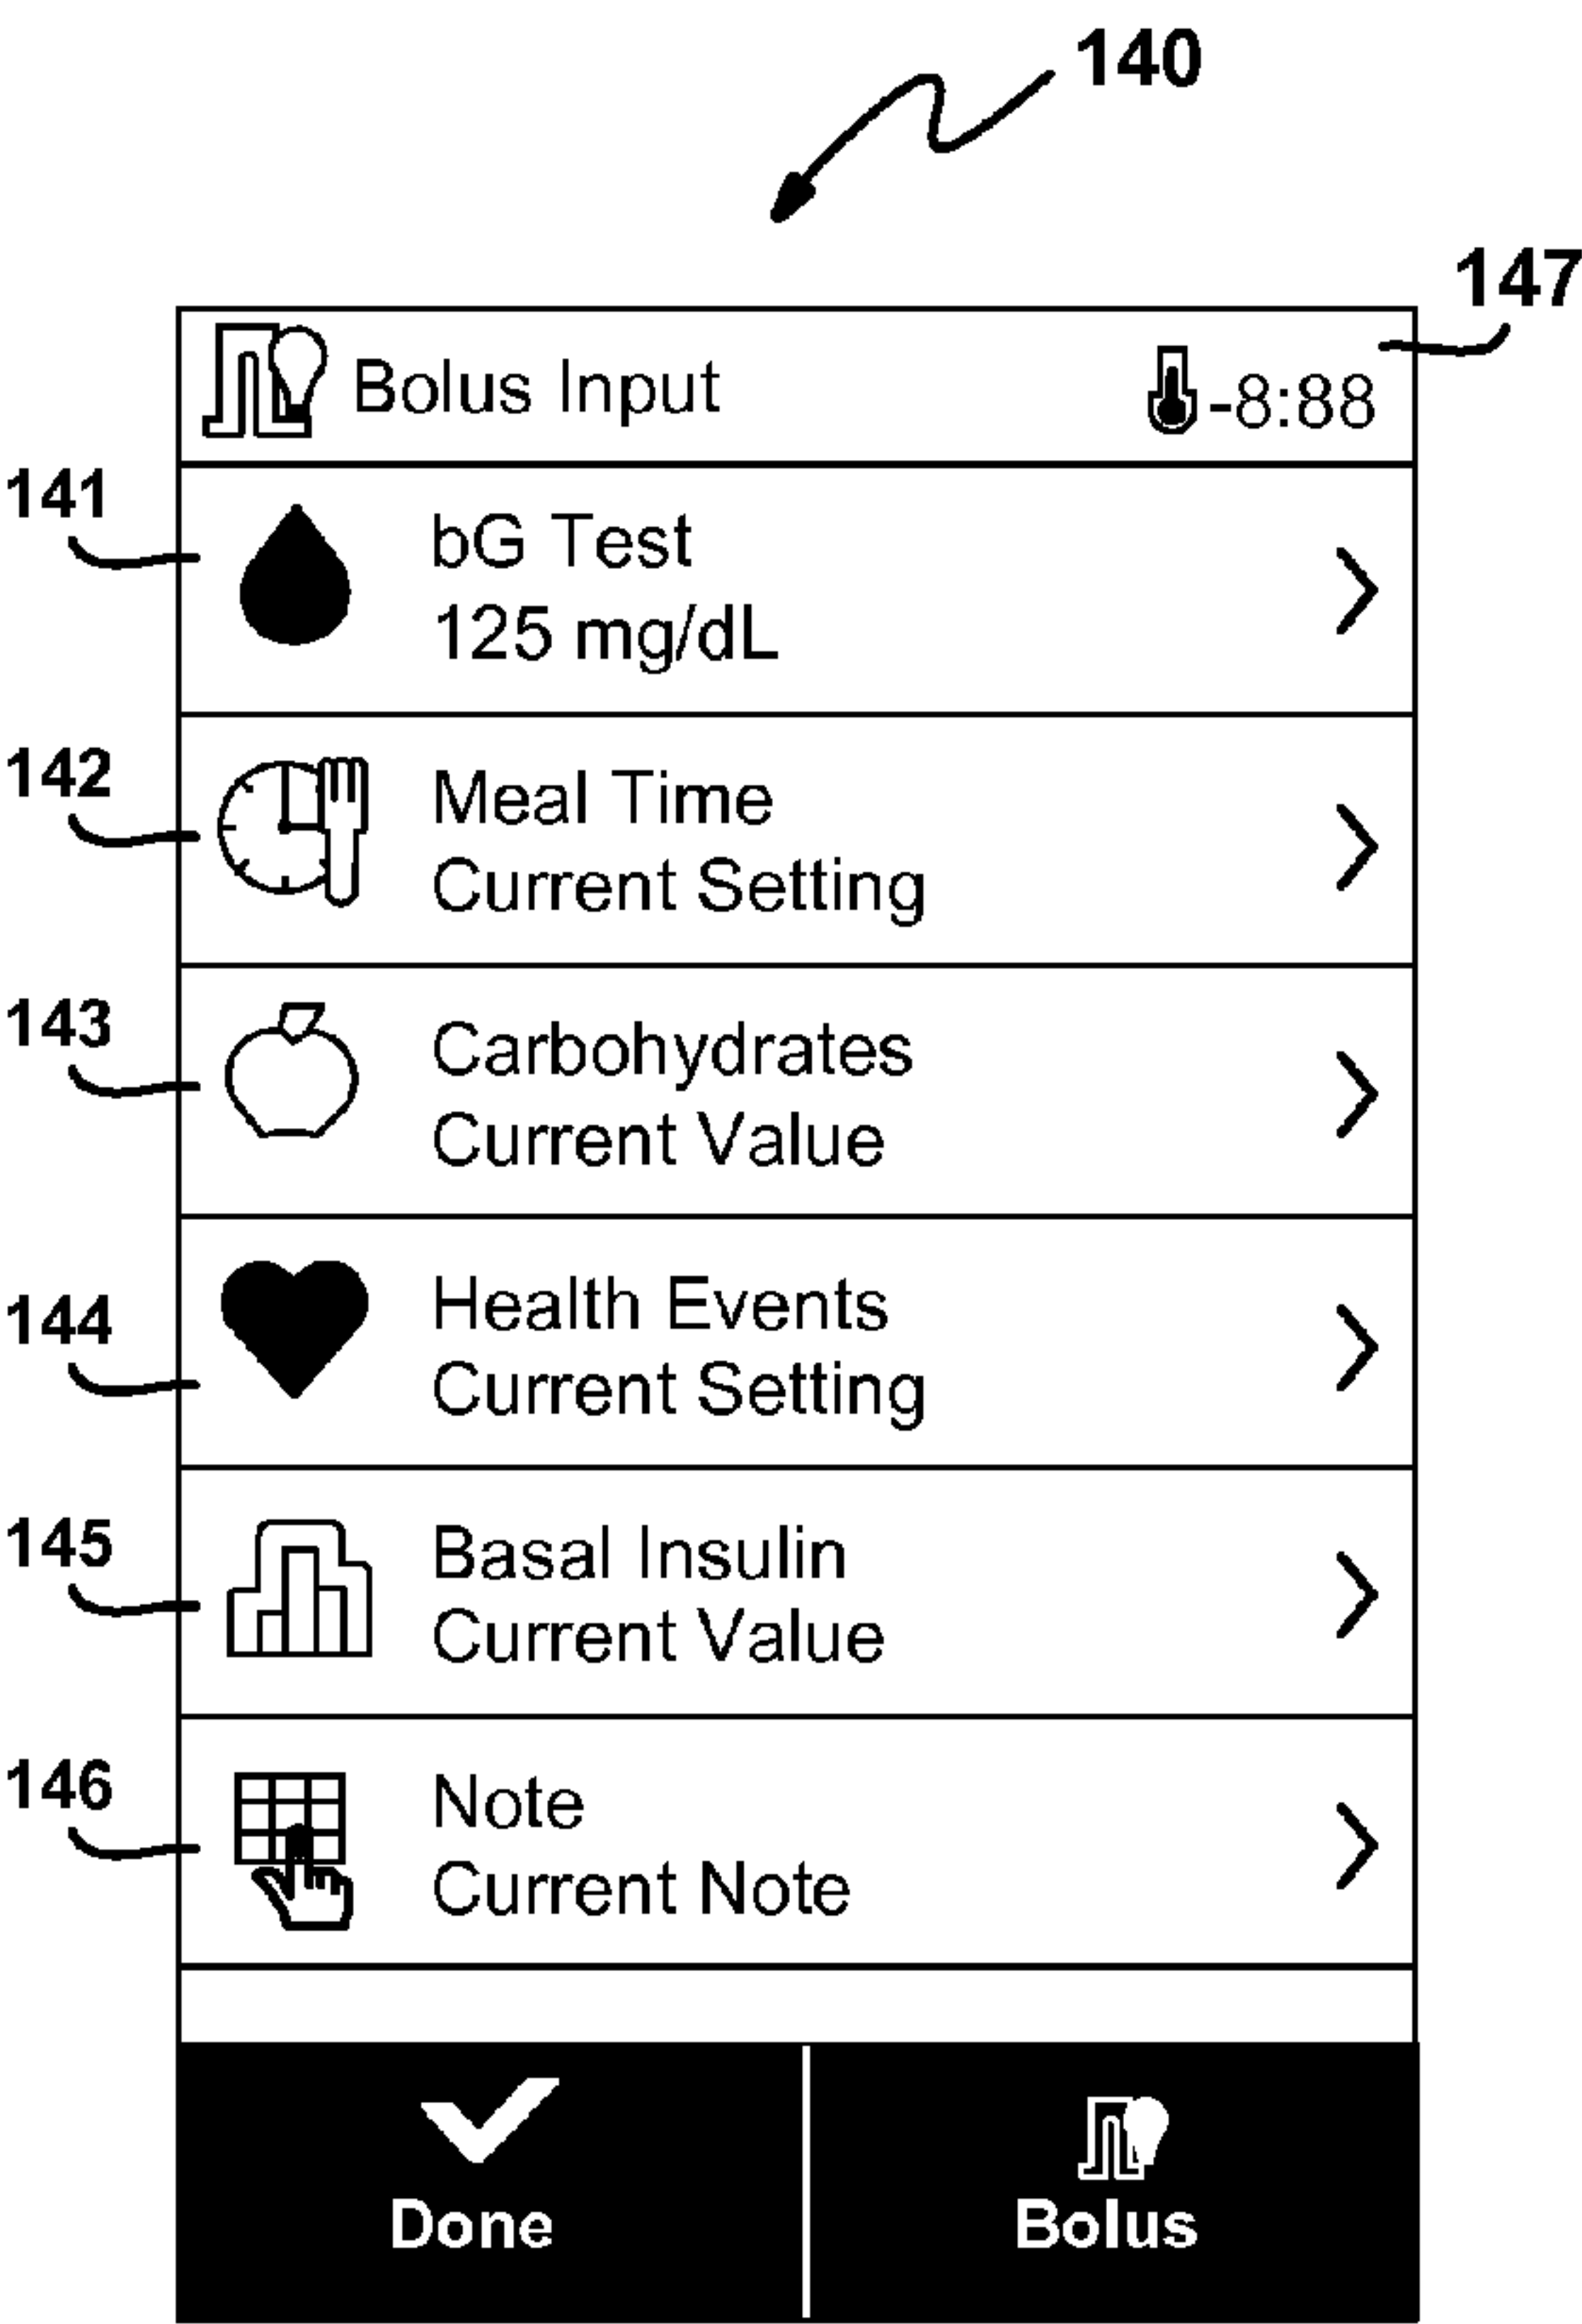 140
147
Bolus Input
-8:88
141
bG Test
125 mg/dL
142
Meal Time
Current Setting
143
Carbohydrates
Current Value
144
Health Events
Current Setting
145
Basal Insulin
Current Value
146
Note
Current Note
Done
Bolus